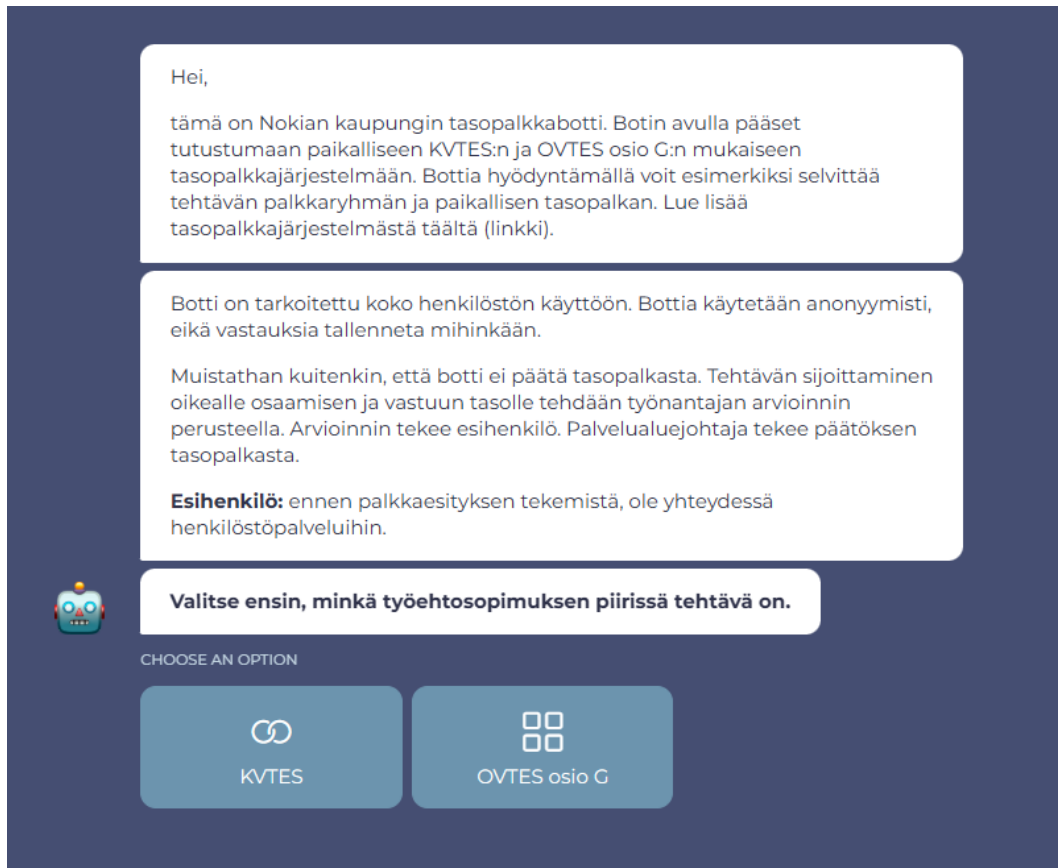 Hei,
tämä on Nokian kaupungin tasopalkkabotti. Botin avulla pääset
tutustumaan paikalliseen KVTES:n ja OVTES osio G:n mukaiseen
tasopalkkajärjestelmään. Bottia hyödyntämällä voit esimerkiksi selvittää
tehtävän palkkaryhmän ja paikallisen tasopalkan. Lue lisää
tasopalkkajärjestelmästä täältä (linkki).
Botti on tarkoitettu koko henkilöstön käyttöön. Bottia käytetään anonyymisti,
eikä vastauksia tallenneta mihinkään.
Muistathan kuitenkin, että botti ei päätä tasopalkasta. Tehtävän sijoittaminen
oikealle osaamisen ja vastuun tasolle tehdään työnantajan arvioinnin
perusteella. Arvioinnin tekee esihenkilö. Palvelualuejohtaja tekee päätöksen
tasopalkasta.
Esihenkilö: ennen palkkaesityksen tekemistä, ole yhteydessä
henkilöstöpalveluihin.
Valitse ensin, minkä työehtosopimuksen piirissä tehtävä on.
CHOOSE AN OPTION
KVTES
OVTES osio G